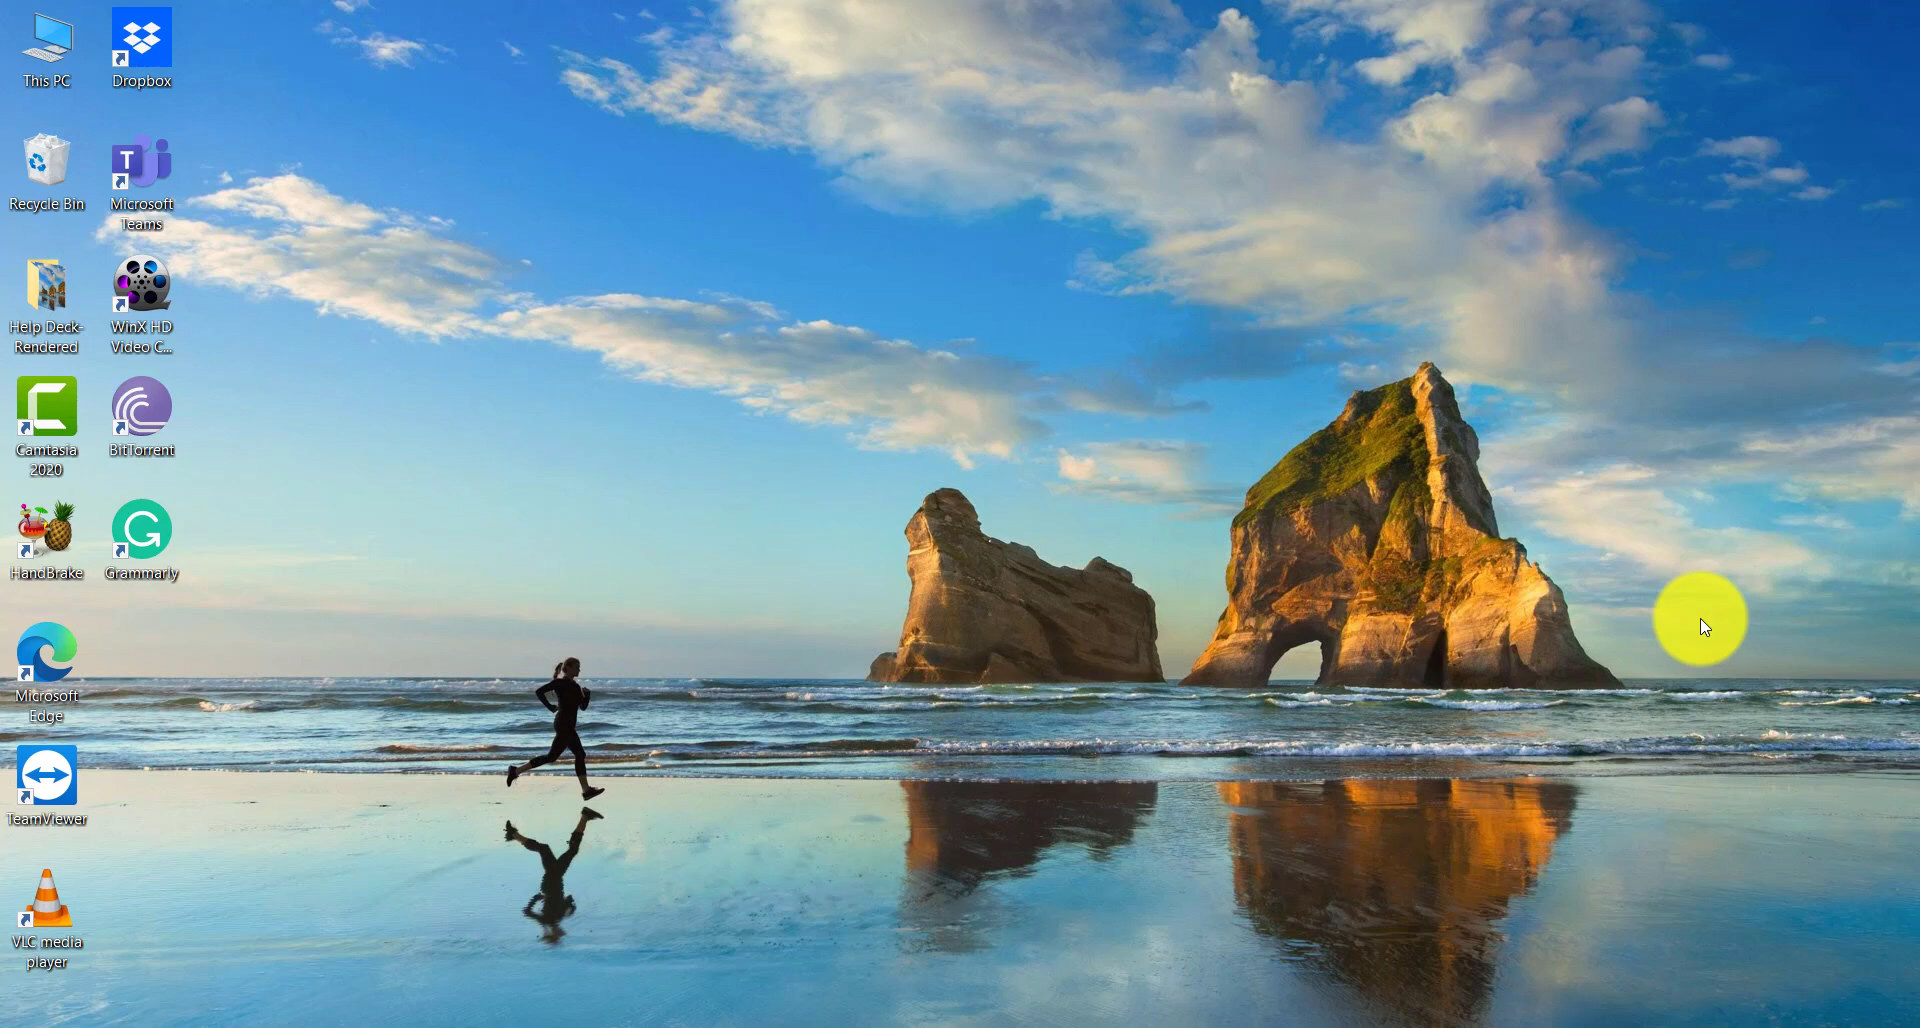 This PC
Dropbox
Recycle Bin
Microsoft
Teams
Help Deck-
Rendered
WinX HD
Video C...
Camtasia
2020
BitTorrent
HandBrake
Grammarly
Microsoft
Edge
TeamViewer
VLC media
player